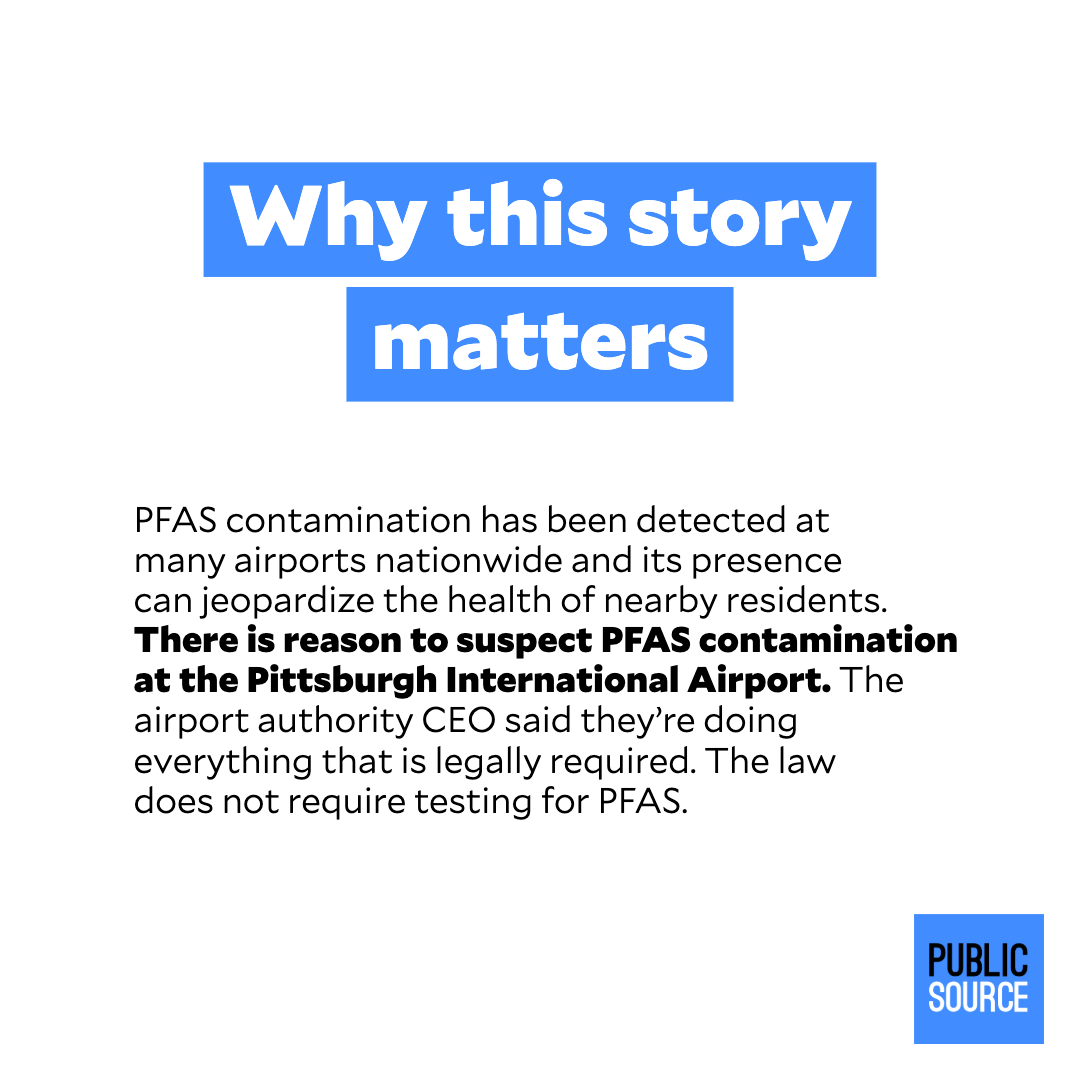 Why this story
matters
PFAS contamination has been detected at
many airports nationwide and its presence
can jeopardize the health of nearby residents.
There is reason to suspect PFAS contamination
at the Pittsburgh International Airport. The
airport authority CEO said they’re doing
everything that is legally required. The law
does not require testing for PFAS.
PUBLIC
SOURCE